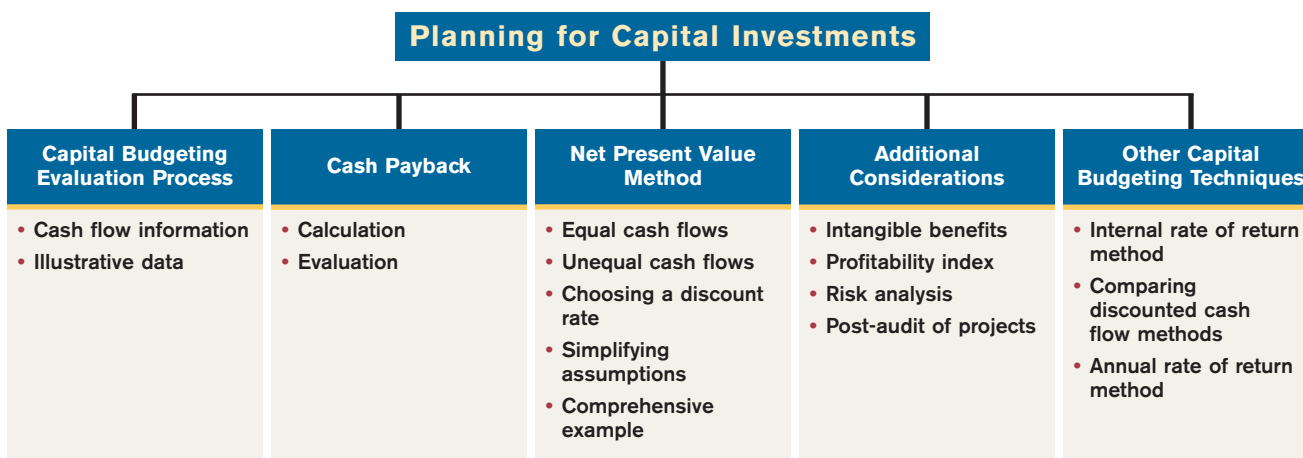 Planning for Capital Investments
Capital Budgeting
Evaluation Process
• Cash flow information
• Illustrative data
Cash Payback
• Calculation
• Evaluation
Net Present Value
Method
• Equal cash flows
• Unequal cash flows
• Choosing a discount
rate
• Simplifying
assumptions
• Comprehensive
example
Additional
Considerations
• Intangible benefits
• Profitability index
• Risk analysis
• Post-audit of projects
Other Capital
Budgeting Techniques
• Internal rate of return
method
• Comparing
discounted cash
flow methods
• Annual rate of return
method